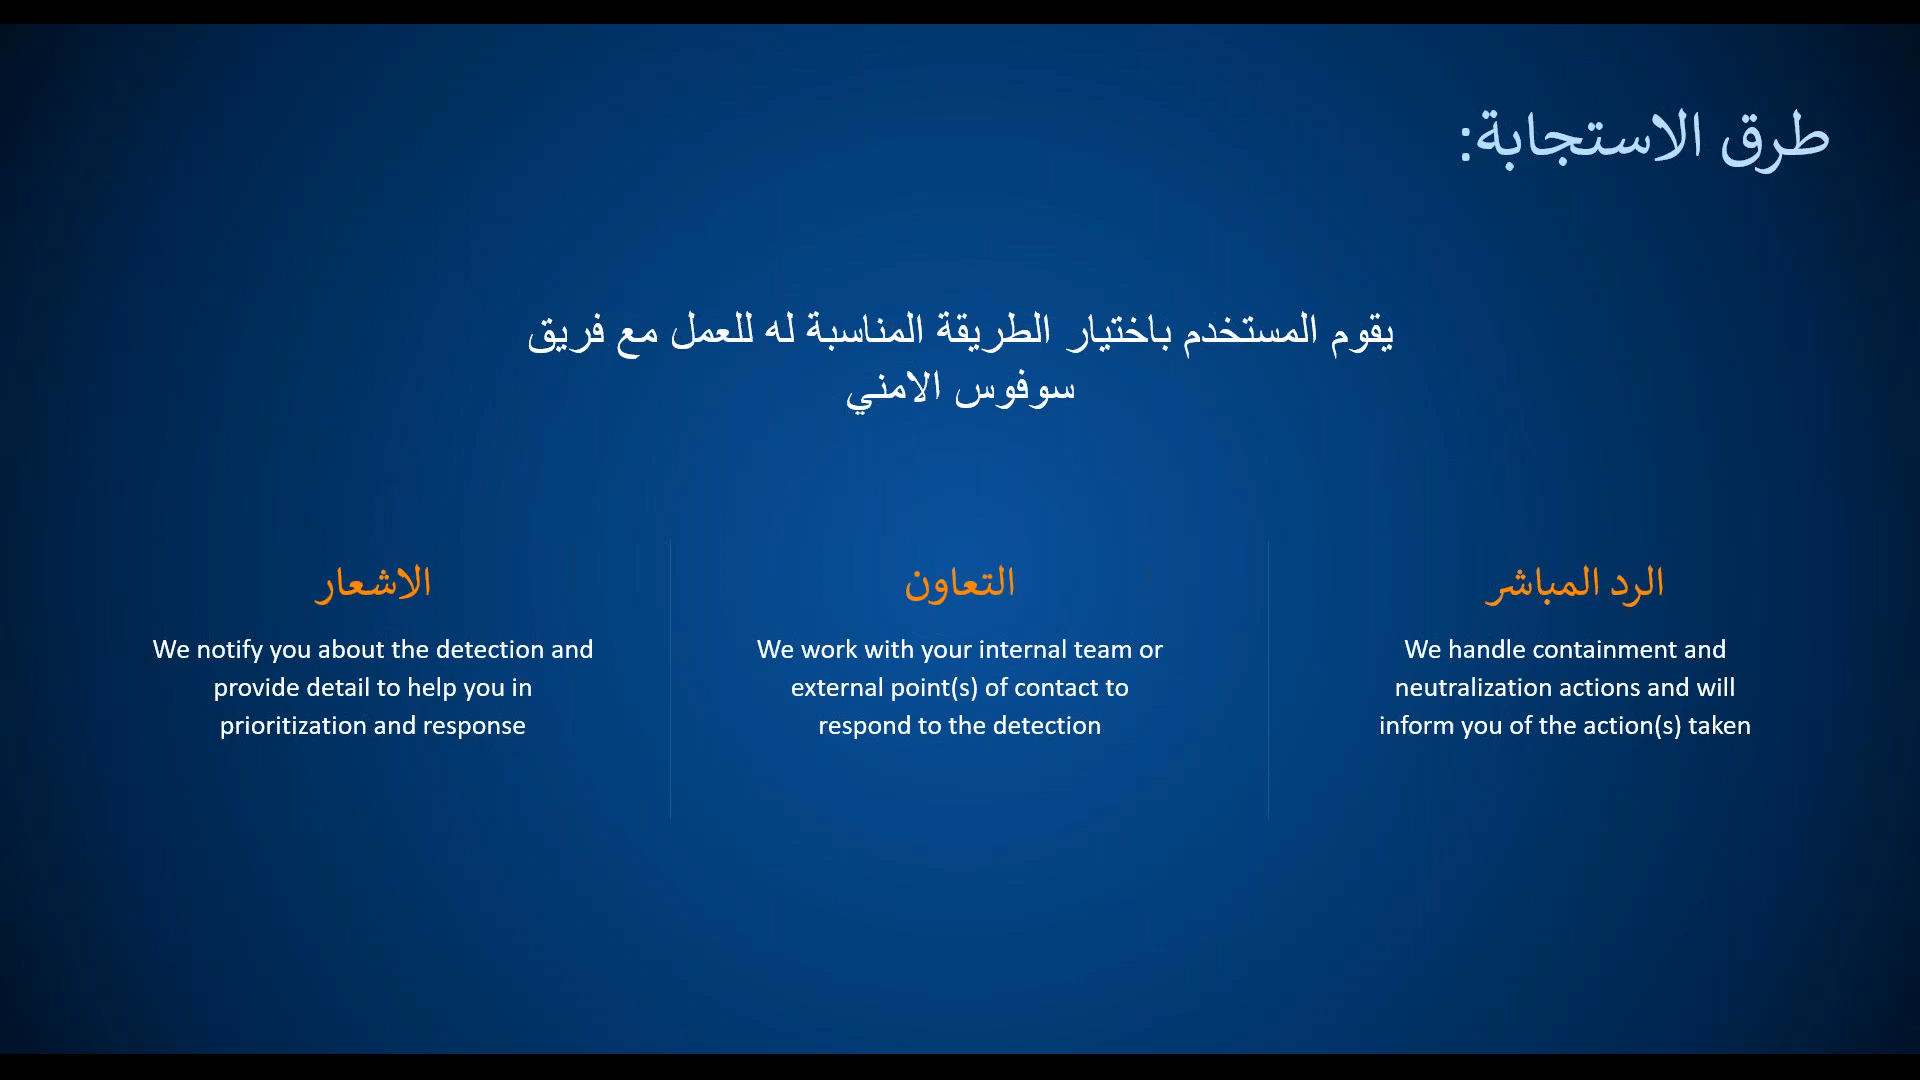 طرق الاستجابة:
يقوم المستخدم باختيار الطريقة المناسبة له للعمل مع فريق
سوفوس الامني
الرد المباشر
We handle containment and
neutralization actions and will
inform you of the action(s) taken
التعاون
We work with your internal team or
external point(s) of contact to
respond to the detection
الاشعار
We notify you about the detection and
provide detail to help you in
prioritization and response